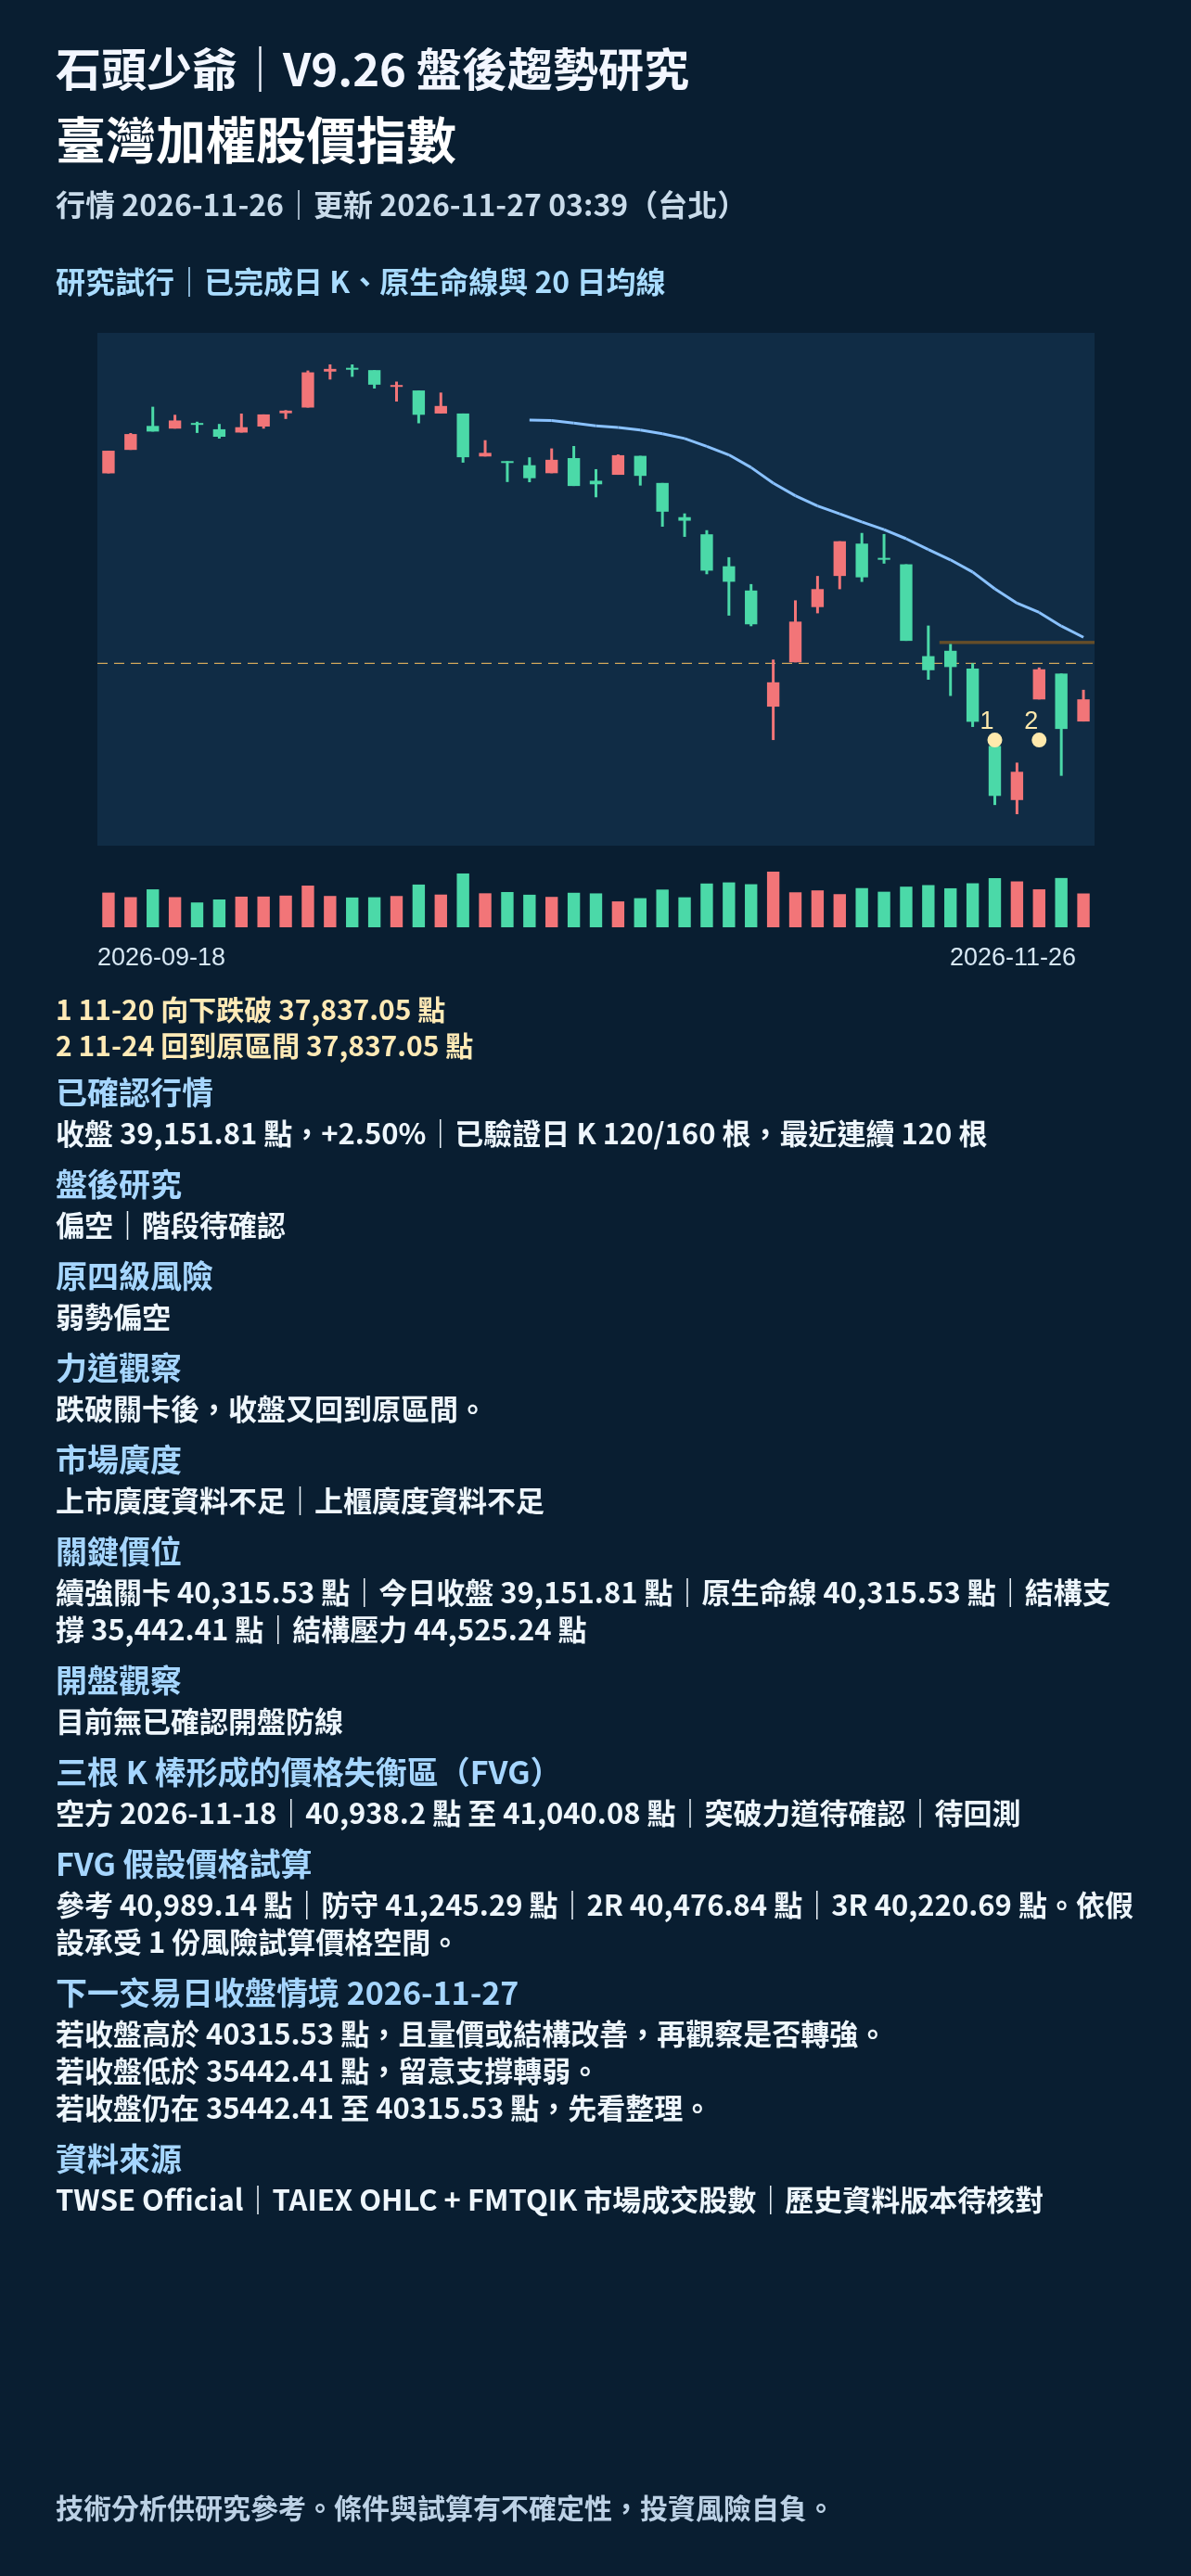 石頭少爺｜V9.26 盤後趨勢研究
臺灣加權股價指數
行情 2026-11-26｜更新 2026-11-27 03:39（台北）
研究試行｜已完成日 K、原生命線與 20 日均線
1 2
2026-09-18 2026-11-26
1 11-20 向下跌破 37,837.05 點
2 11-24 回到原區間 37,837.05 點
已確認行情
收盤 39,151.81 點，+2.50%｜已驗證日 K 120/160 根，最近連續 120 根
盤後研究
偏空｜階段待確認
原四級風險
弱勢偏空
力道觀察
跌破關卡後，收盤又回到原區間。
市場廣度
上市廣度資料不足｜上櫃廣度資料不足
關鍵價位
續強關卡 40,315.53 點｜今日收盤 39,151.81 點｜原生命線 40,315.53 點｜結構支
撐 35,442.41 點｜結構壓力 44,525.24 點
開盤觀察
目前無已確認開盤防線
三根 K 棒形成的價格失衡區（FVG）
空方 2026-11-18｜40,938.2 點 至 41,040.08 點｜突破力道待確認｜待回測
FVG 假設價格試算
參考 40,989.14 點｜防守 41,245.29 點｜2R 40,476.84 點｜3R 40,220.69 點。依假
設承受 1 份風險試算價格空間。
下一交易日收盤情境 2026-11-27
若收盤高於 40315.53 點，且量價或結構改善，再觀察是否轉強。
若收盤低於 35442.41 點，留意支撐轉弱。
若收盤仍在 35442.41 至 40315.53 點，先看整理。
資料來源
TWSE Official｜TAIEX OHLC + FMTQIK 市場成交股數｜歷史資料版本待核對
技術分析供研究參考。條件與試算有不確定性，投資風險自負。